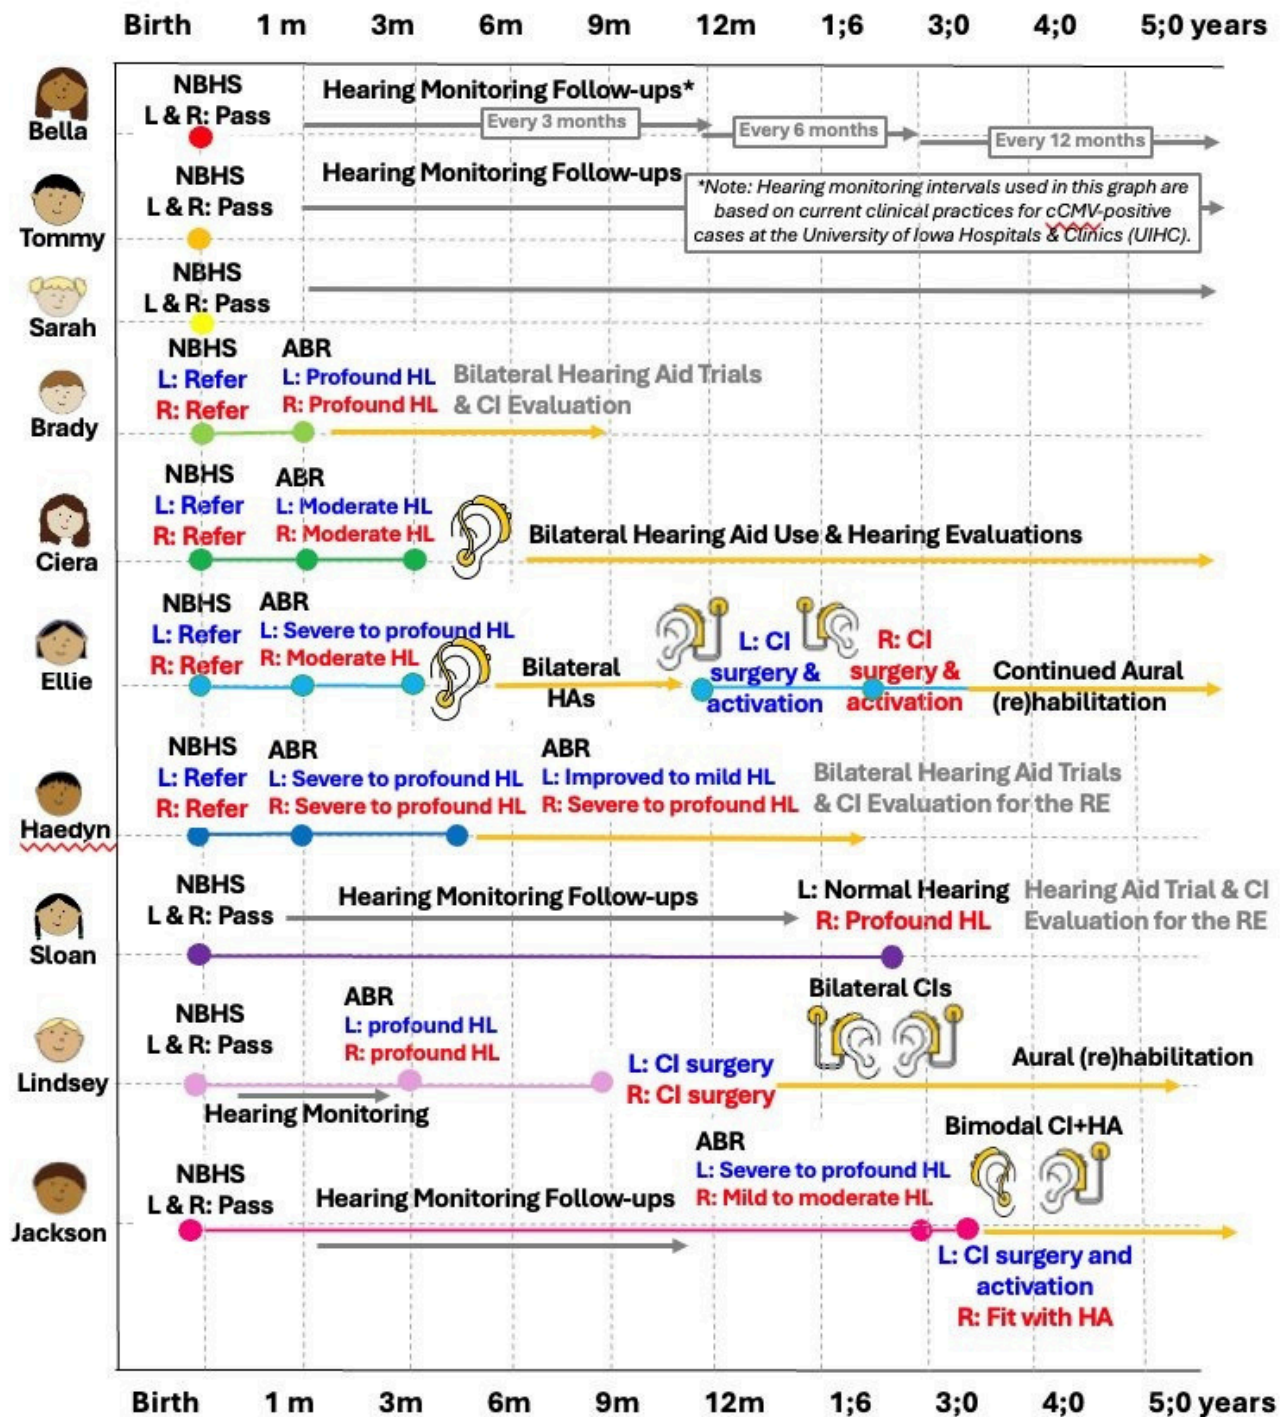 Birth 1 m 3m 6m 9m 12m 1;6 3;0 4;0 5;0 years
Bella
NBHS
L & R: Pass
Hearing Monitoring Follow-ups*
Every 3 months
Every 6 months
Every 12 months
Tommy
NBHS
L & R: Pass
Hearing Monitoring Follow-ups
*Note: Hearing monitoring intervals used in this graph are
based on current clinical practices for cCMV-positive
cases at the University of Iowa Hospitals & Clinics (UIHC).
Sarah
NBHS
L & R: Pass
Brady
NBHS
L: Refer
R: Refer
ABR
L: Profound HL
R: Profound HL
Bilateral Hearing Aid Trials
& CI Evaluation
Ciera
NBHS
L: Refer
R: Refer
ABR
L: Moderate HL
R: Moderate HL
Bilateral Hearing Aid Use & Hearing Evaluations
Ellie
NBHS
L: Refer
R: Refer
ABR
L: Severe to profound HL
R: Moderate HL
Bilateral
HAs
L: CI
surgery &
activation
R: CI
surgery &
activation
Continued Aural
(re)habilitation
Haedyn
NBHS
L: Refer
R: Refer
ABR
L: Severe to profound HL
R: Severe to profound HL
ABR
L: Improved to mild HL
R: Severe to profound HL
Bilateral Hearing Aid Trials
& CI Evaluation for the RE
Sloan
NBHS
L & R: Pass
Hearing Monitoring Follow-ups
L: Normal Hearing
R: Profound HL
Hearing Aid Trial & CI
Evaluation for the RE
Lindsey
NBHS
L & R: Pass
Hearing Monitoring
ABR
L: profound HL
R: profound HL
L: CI surgery
R: CI surgery
Bilateral CIs
Aural (re)habilitation
Jackson
NBHS
L & R: Pass
Hearing Monitoring Follow-ups
ABR
L: Severe to profound HL
R: Mild to moderate HL
Bimodal CI+HA
L: CI surgery and
activation
R: Fit with HA
Birth 1 m 3m 6m 9m 12m 1;6 3;0 4;0 5;0 years